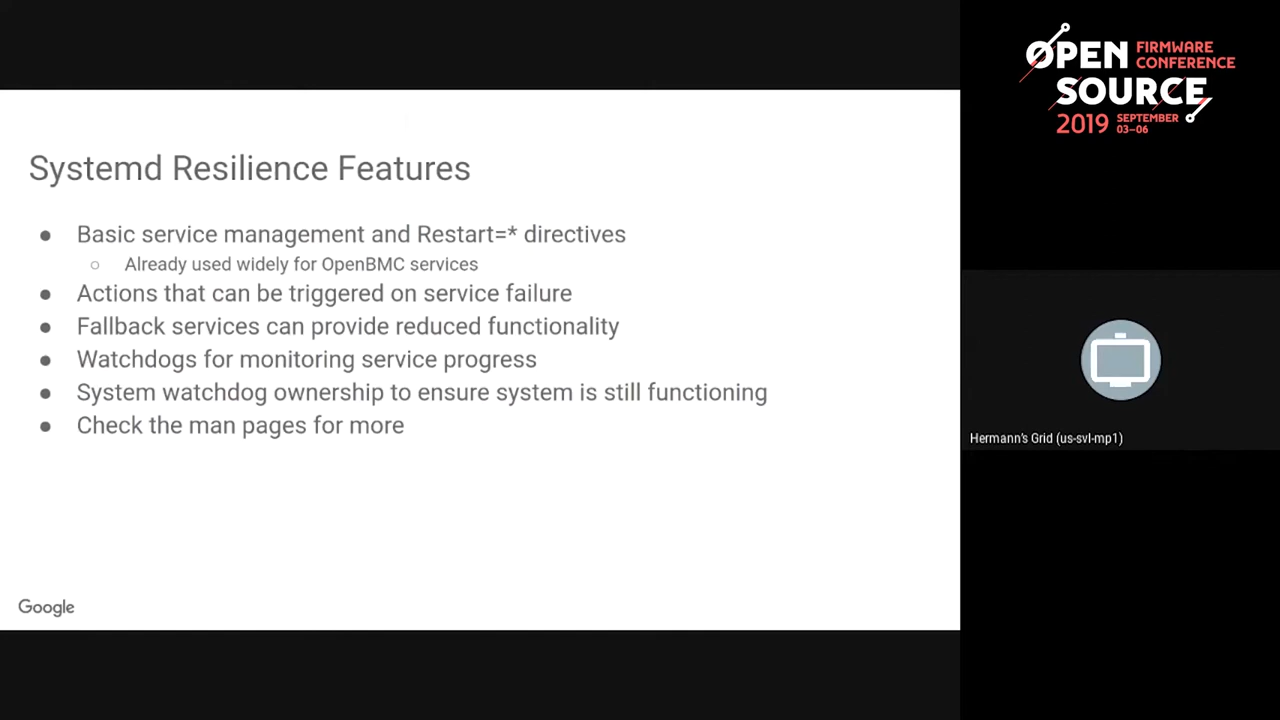 Systemd Resilience Features
● Basic service management and Restart=* directives
○ Already used widely for OpenBMC services
● Actions that can be triggered on service failure
● Fallback services can provide reduced functionality
● Watchdogs for monitoring service progress
● System watchdog ownership to ensure system is still functioning
● Check the man pages for more
Google
OPEN FIRMWARE
CONFERENCE
SOURCE
2019 SEPTEMBER
03–06
Hermann's Grid (us-svl-mp1)